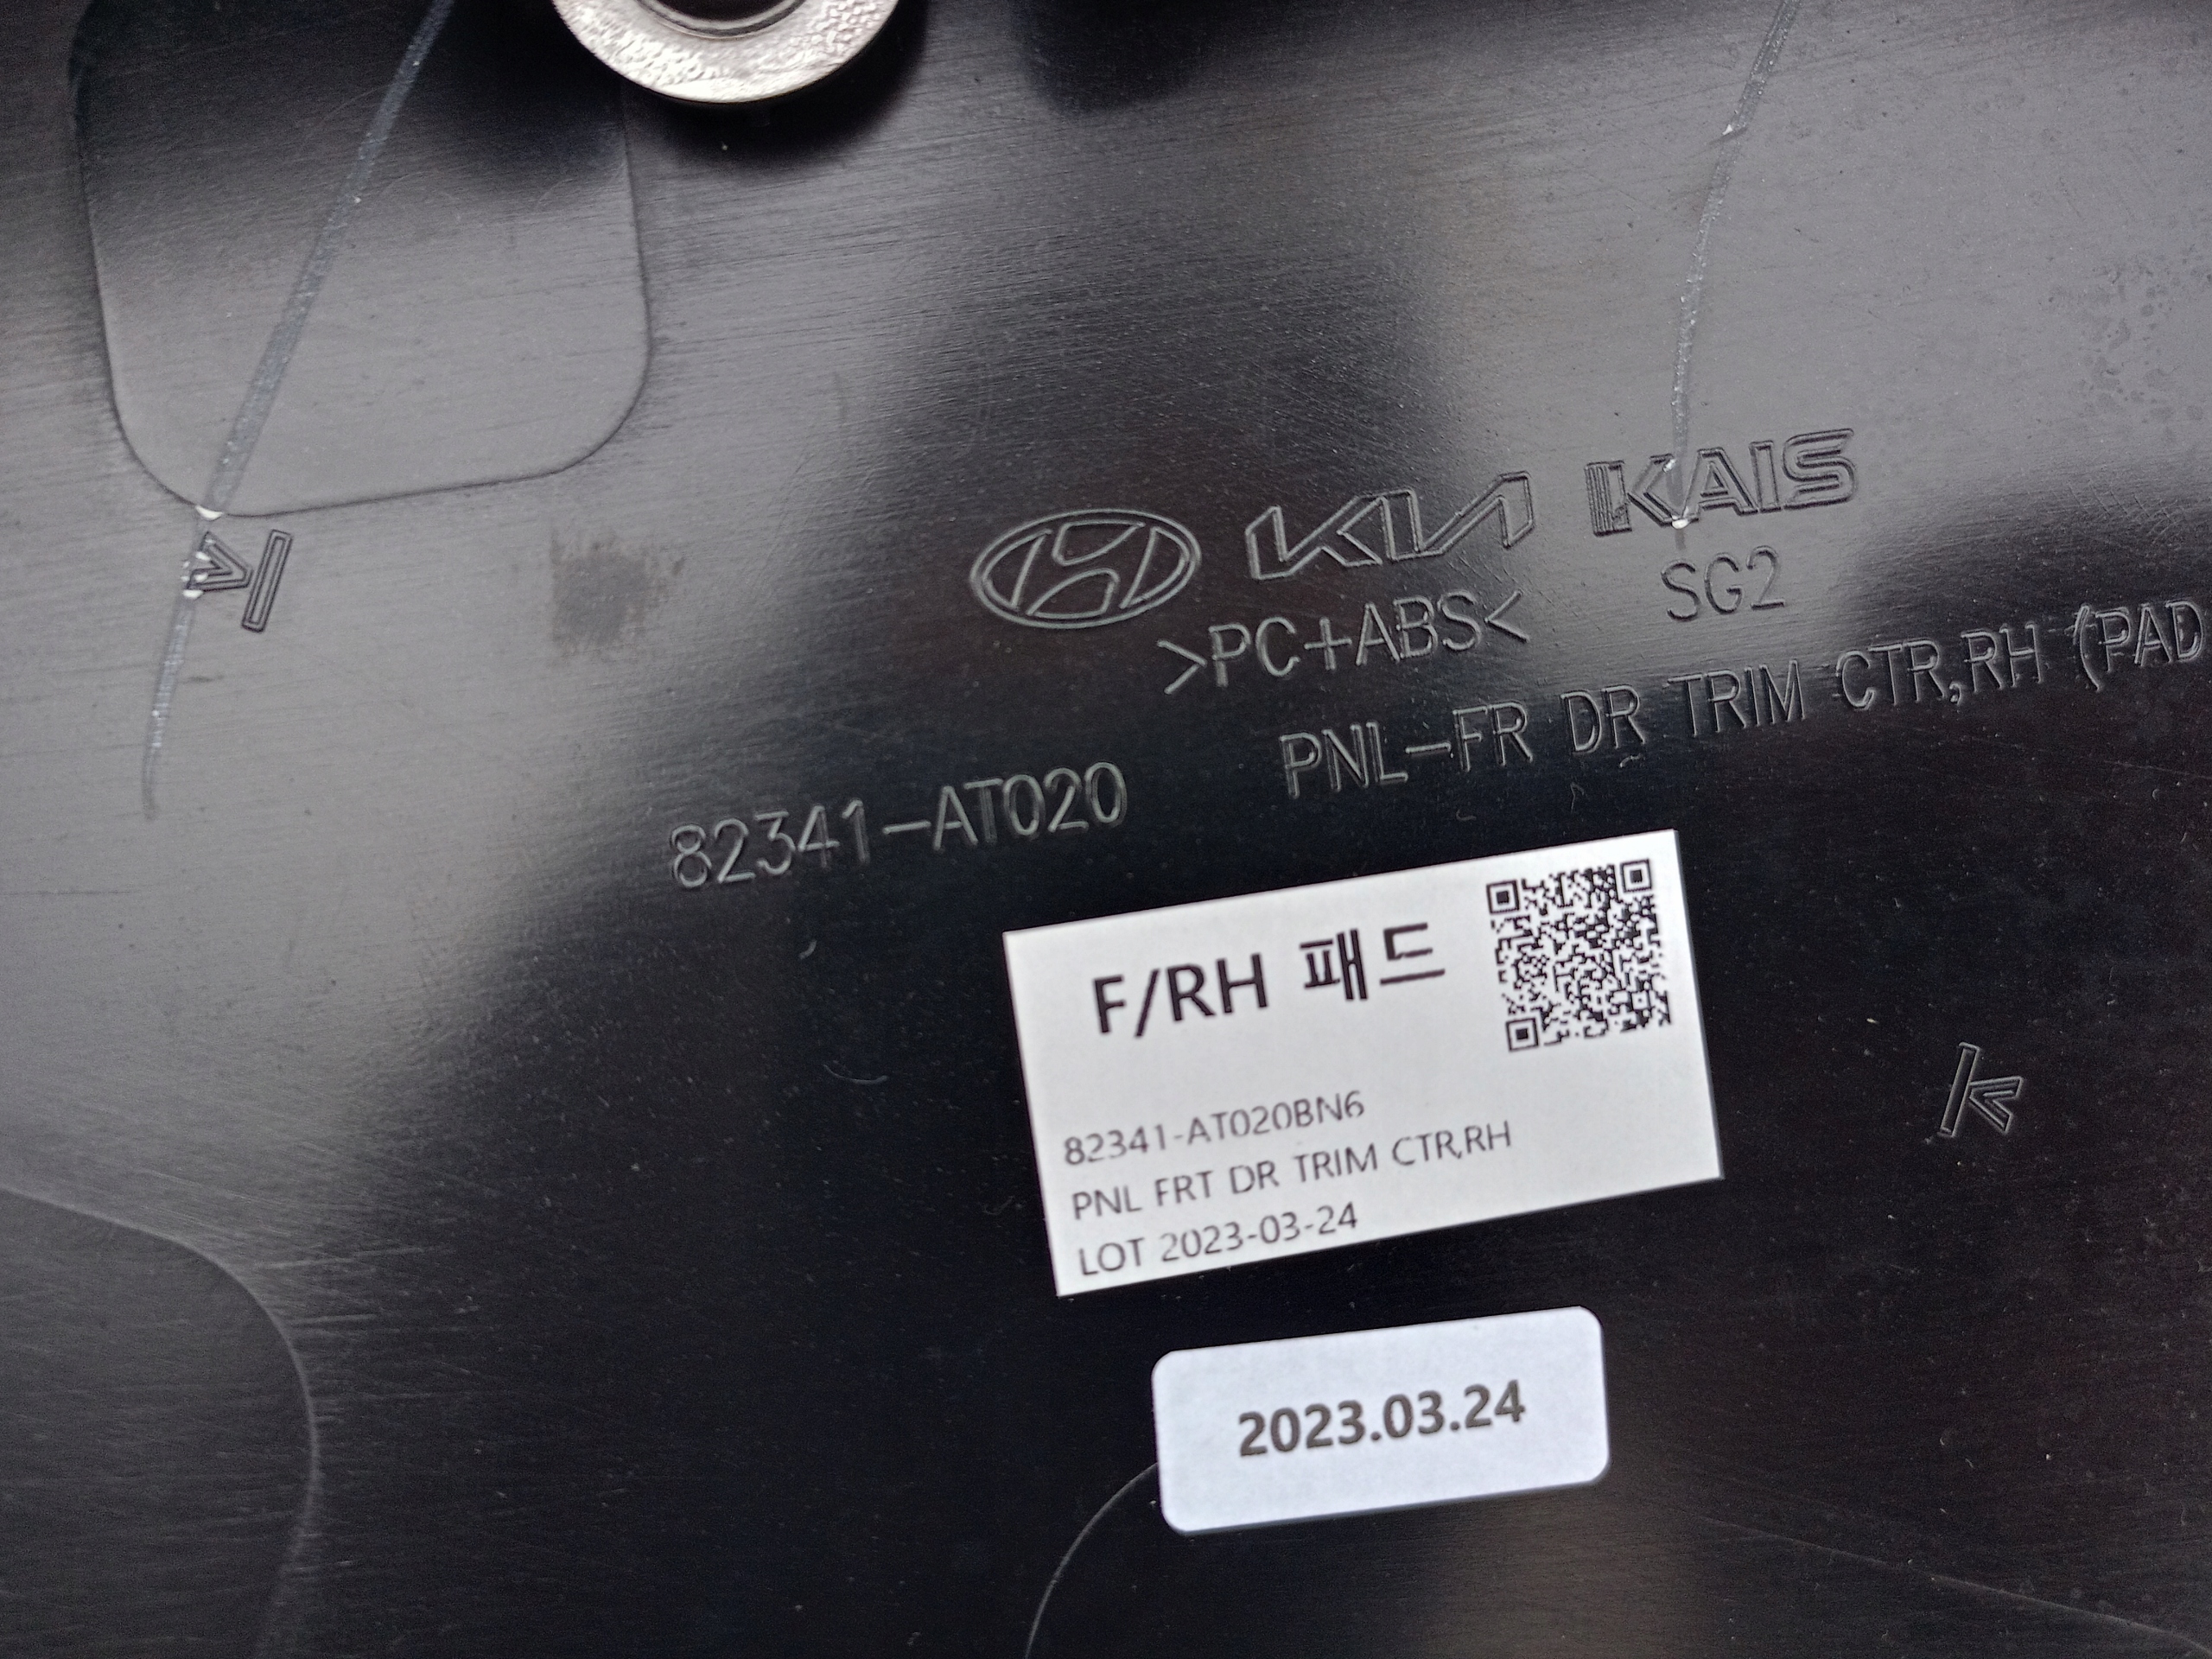 KIA KAIS
>PC+ABS< SG2
82341-AT020 PNL-FR DR TRIM CTR,RH (PAD
F/RH 패드
82341-AT020BN6
PNL FRT DR TRIM CTR,RH
LOT 2023-03-24
2023.03.24